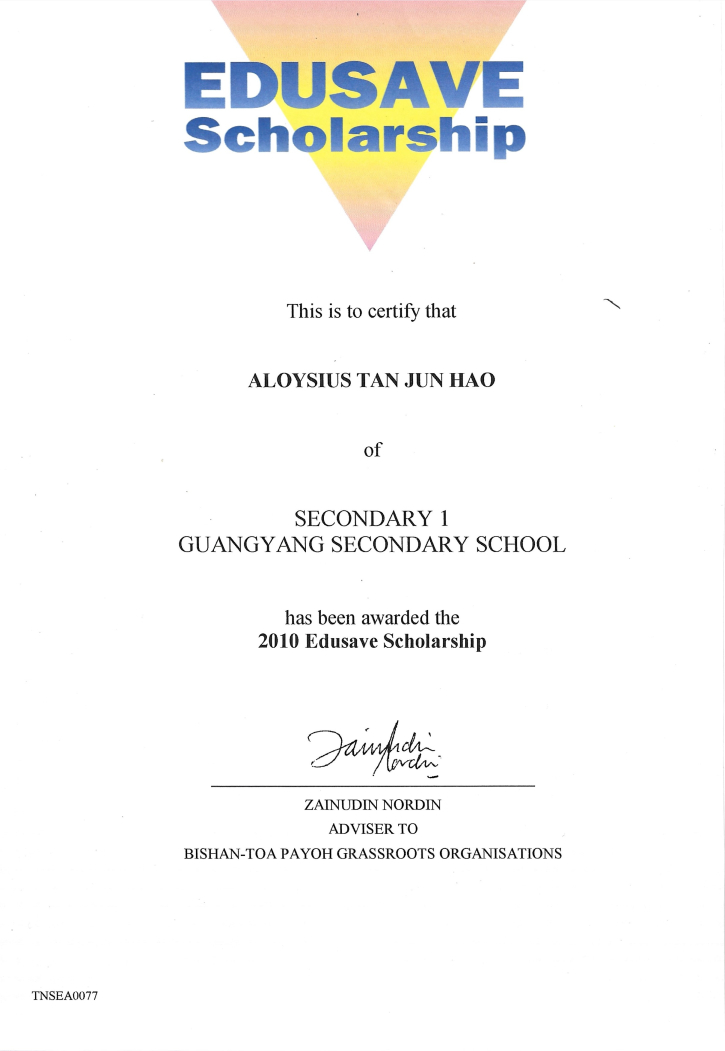 EDUSAVE
Scholarship
This is to certify that
ALOYSIUS TAN JUN HAO
of
SECONDARY 1
GUANGYANG SECONDARY SCHOOL
has been awarded the
2010 Edusave Scholarship
Zainudin
Nordin
ZAINUDIN NORDIN
ADVISER TO
BISHAN-TOA PAYOH GRASSROOTS ORGANISATIONS
TNSEA0077